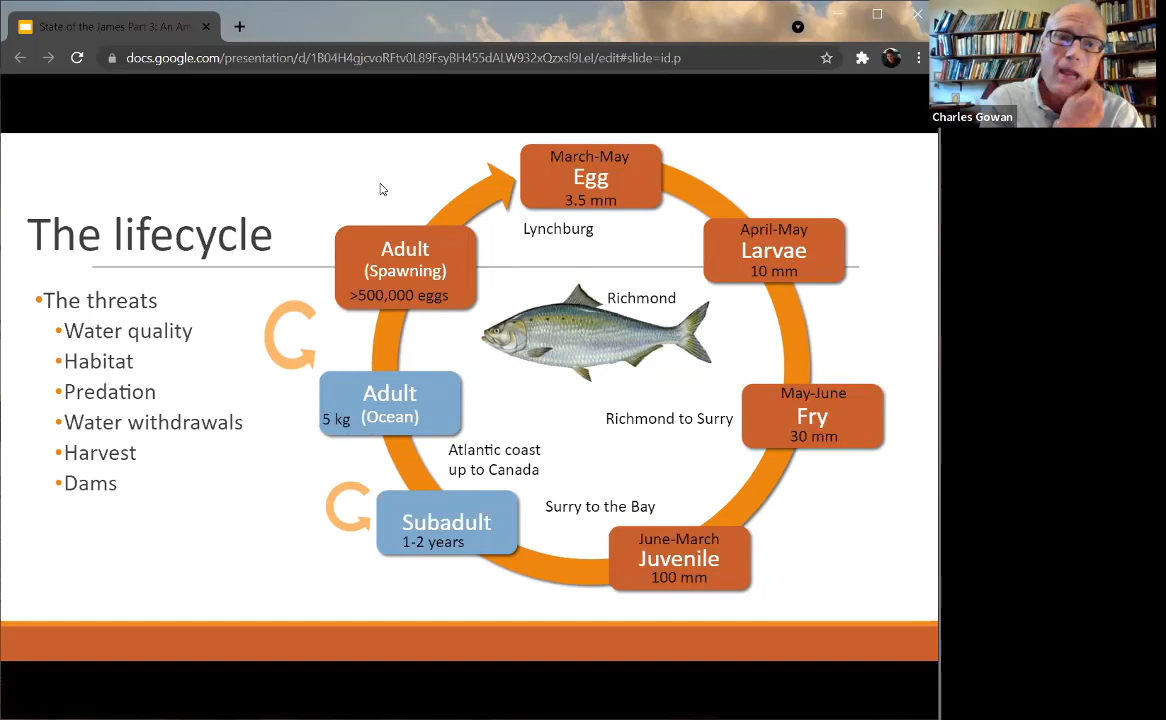 State of the James Part 3: An Am
docs.google.com/presentation/d/1B04H4gjcvoRFtv0L89FsyBH455dALW932xQzxsl9LeI/edit#slide=id.p
Charles Gowan
The lifecycle
•The threats
•Water quality
•Habitat
•Predation
•Water withdrawals
•Harvest
•Dams
March-May
Egg
3.5 mm
Lynchburg
April-May
Larvae
10 mm
Richmond
May-June
Fry
30 mm
Richmond to Surry
June-March
Juvenile
100 mm
Surry to the Bay
Subadult
1-2 years
Atlantic coast
up to Canada
Adult
5 kg (Ocean)
Adult
(Spawning)
>500,000 eggs